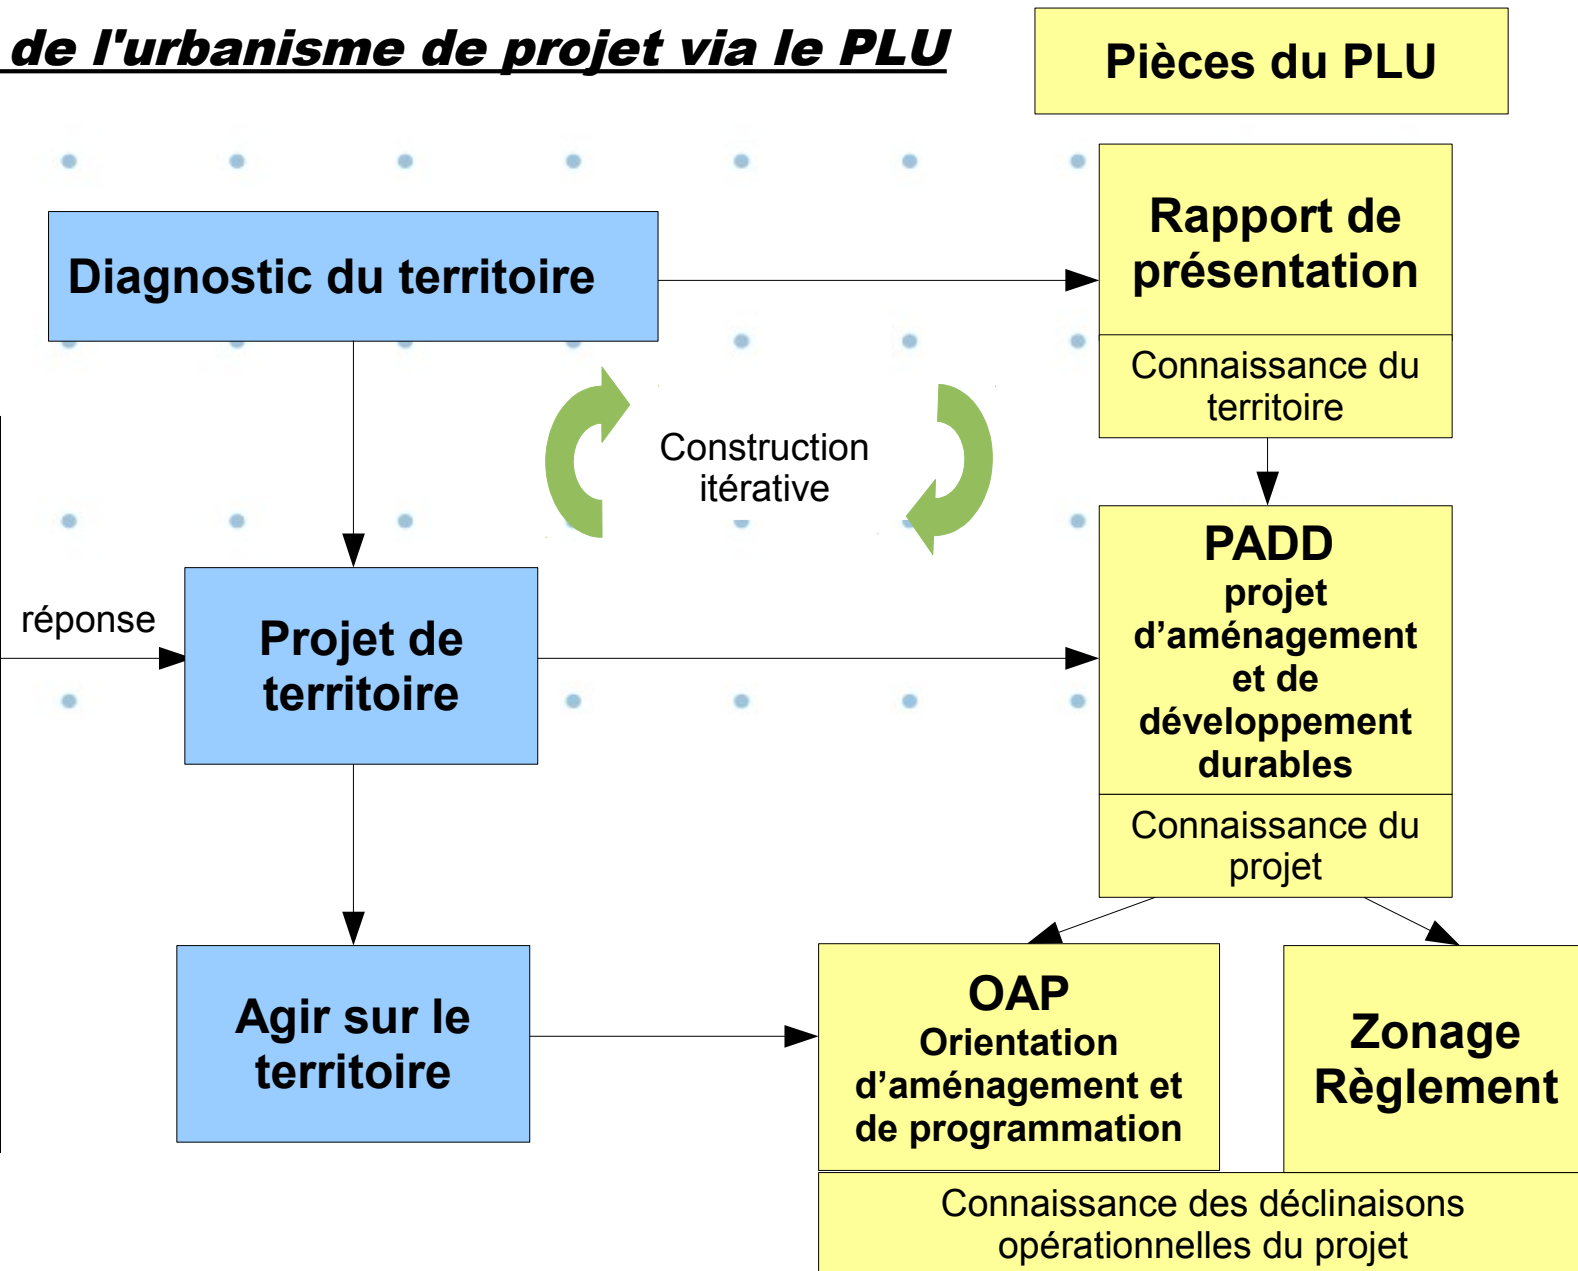 de l'urbanisme de projet via le PLU
Pièces du PLU
Diagnostic du territoire
Rapport de
présentation
Connaissance du
territoire
Construction
itérative
réponse
Projet de
territoire
PADD
projet
d’aménagement
et de
développement
durables
Connaissance du
projet
Agir sur le
territoire
OAP
Orientation
d’aménagement et
de programmation
Zonage
Règlement
Connaissance des déclinaisons
opérationnelles du projet